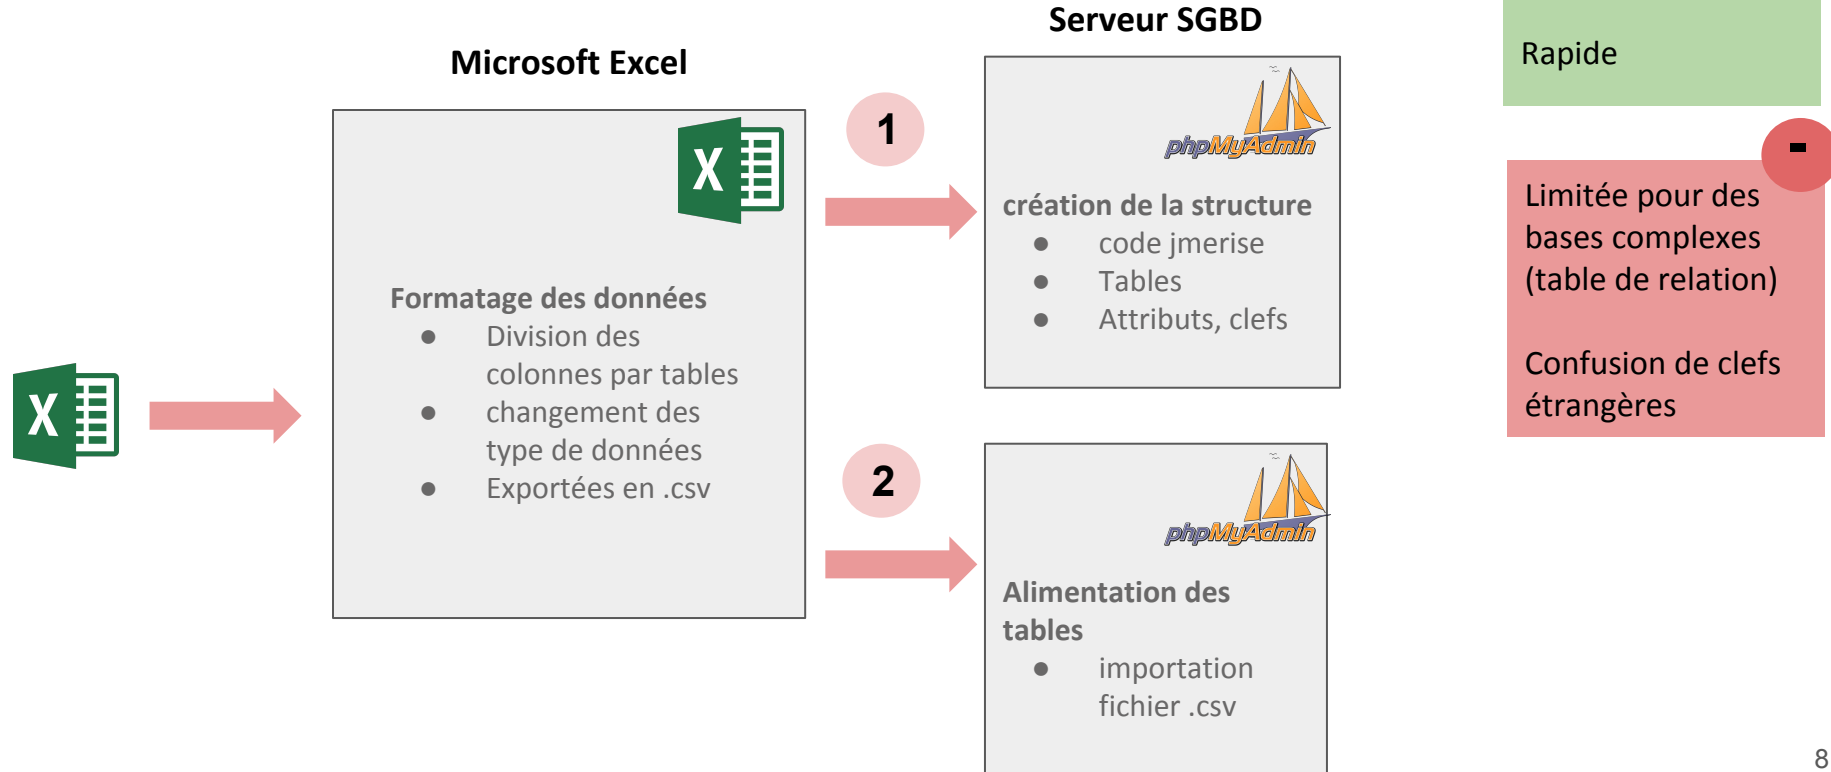 Serveur SGBD
Microsoft Excel
X
Formatage des données
● Division des
colonnes par tables
● changement des
type de données
● Exportées en .csv
X
1
2
phpMyAdmin
création de la structure
● code jmerise
● Tables
● Attributs, clefs
phpMyAdmin
Alimentation des
tables
● importation
fichier .csv
Rapide
-
Limitée pour des
bases complexes
(table de relation)
Confusion de clefs
étrangères
8